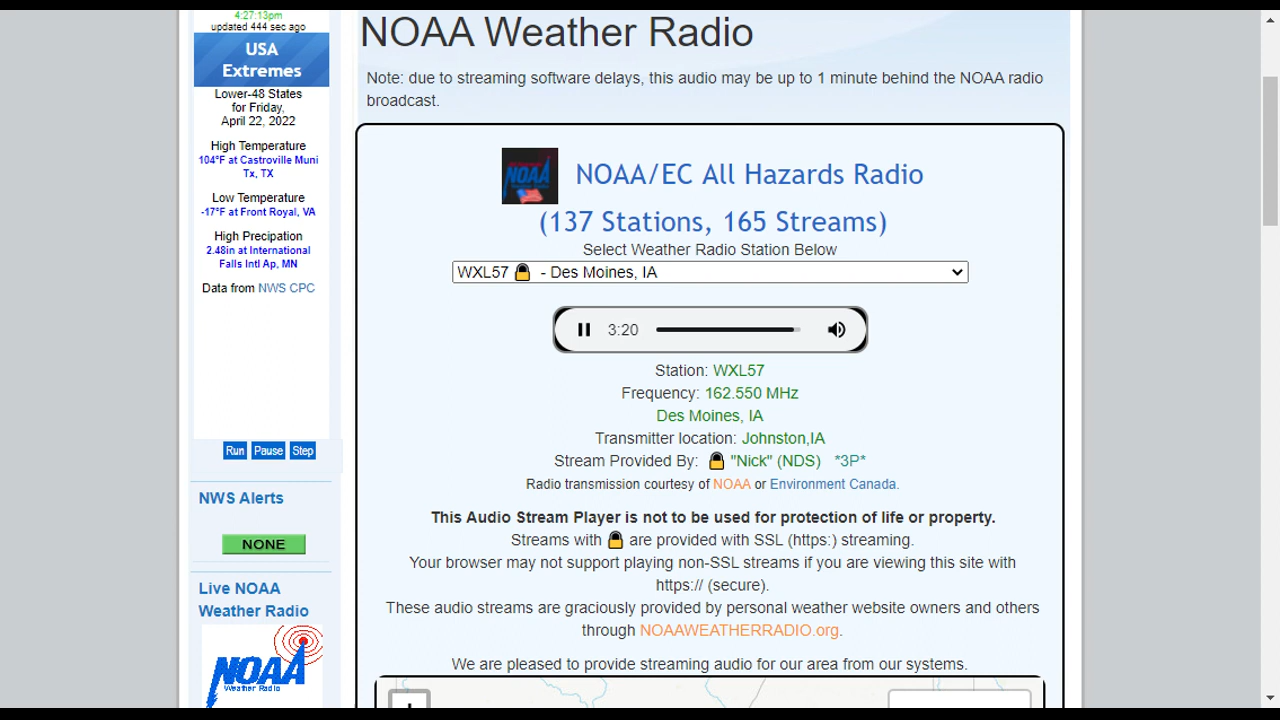 4:27:13pm
updated 444 sec ago
USA
Extremes
Lower-48 States
for Friday,
April 22, 2022
High Temperature
104°F at Castroville Muni
Tx, TX
Low Temperature
-17°F at Front Royal, VA
High Precipation
2.48in at International
Falls Intl Ap, MN
Data from NWS CPC
Run Pause Step
NWS Alerts
NONE
Live NOAA
Weather Radio
NOAA
Weather Radio
NOAA Weather Radio
Note: due to streaming software delays, this audio may be up to 1 minute behind the NOAA radio
broadcast.
NOAA
NOAA/EC All Hazards Radio
(137 Stations, 165 Streams)
Select Weather Radio Station Below
WXL57 🔒 - Des Moines, IA
3:20
Station: WXL57
Frequency: 162.550 MHz
Des Moines, IA
Transmitter location: Johnston,IA
Stream Provided By: 🔒 "Nick" (NDS) *3P*
Radio transmission courtesy of NOAA or Environment Canada.
This Audio Stream Player is not to be used for protection of life or property.
Streams with 🔒 are provided with SSL (https:) streaming.
Your browser may not support playing non-SSL streams if you are viewing this site with
https:// (secure).
These audio streams are graciously provided by personal weather website owners and others
through NOAAWEATHERRADIO.org.
We are pleased to provide streaming audio for our area from our systems.
+